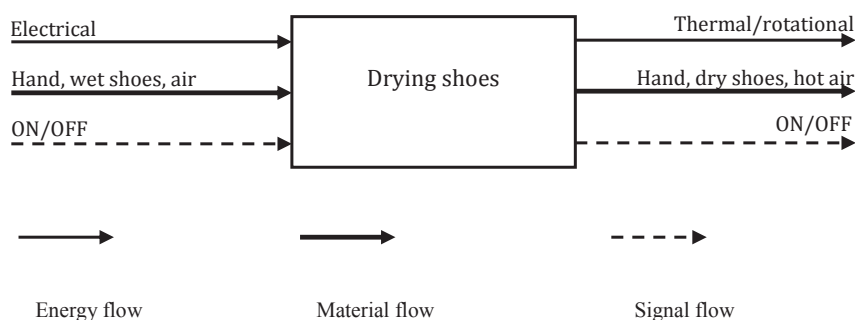 Electrical
Thermal/rotational
Hand, wet shoes, air
Drying shoes
Hand, dry shoes, hot air
ON/OFF
ON/OFF
Energy flow
Material flow
Signal flow